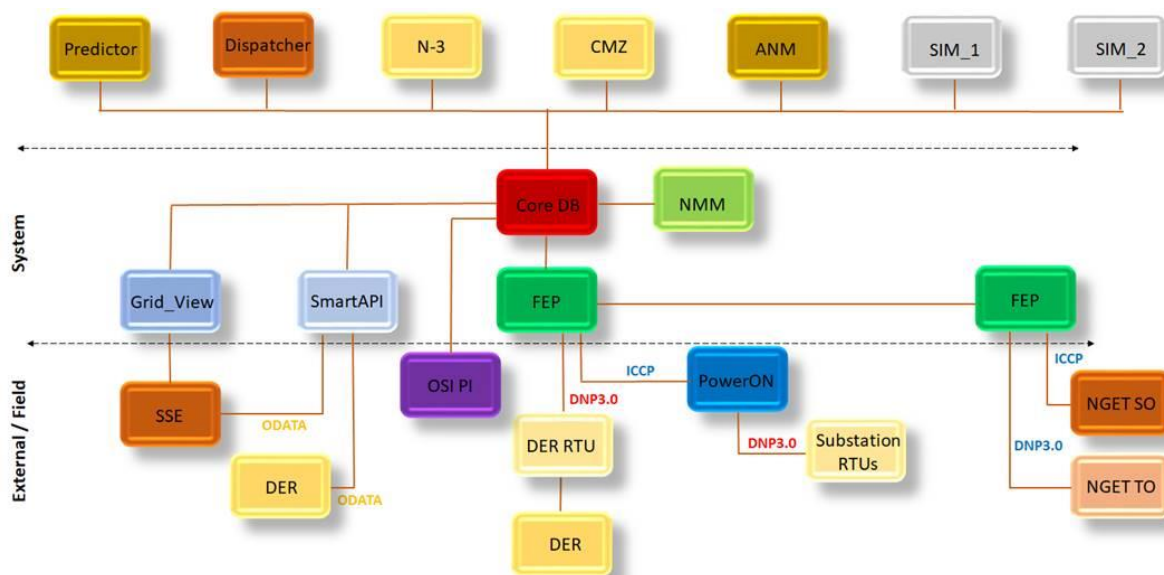 Predictor
Dispatcher
N-3
CMZ
ANM
SIM_1
SIM_2
System
Core DB
NMM
Grid_View
SmartAPI
FEP
FEP
External / Field
OSI PI
ICCP
PowerON
ICCP
SSE
ODATA
DNP3.0
NGET SO
DER RTU
DNP3.0
Substation
RTUs
DNP3.0
DER
ODATA
NGET TO
DER